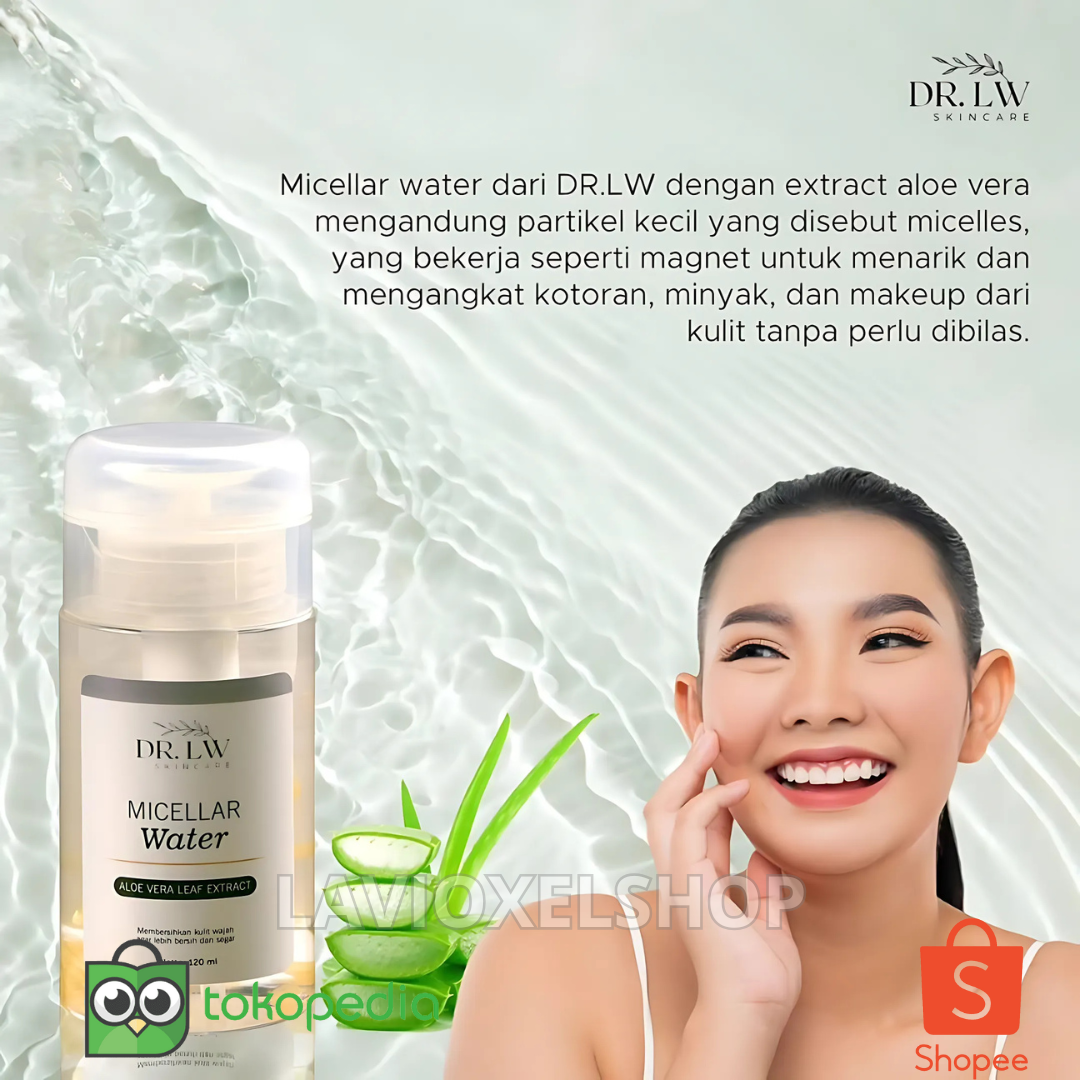 DR. LW
SKINCARE
Micellar water dari DR.LW dengan extract aloe vera
mengandung partikel kecil yang disebut micelles,
yang bekerja seperti magnet untuk menarik dan
mengangkat kotoran, minyak, dan makeup dari
kulit tanpa perlu dibilas.
DR. LW
SKINCARE
MICELLAR
Water
ALOE VERA LEAF EXTRACT
Membersihkan kulit wajah
lebih bersih dan segar
120 ml
LAVIOXELSHOP
tokopedia
S
Shopee